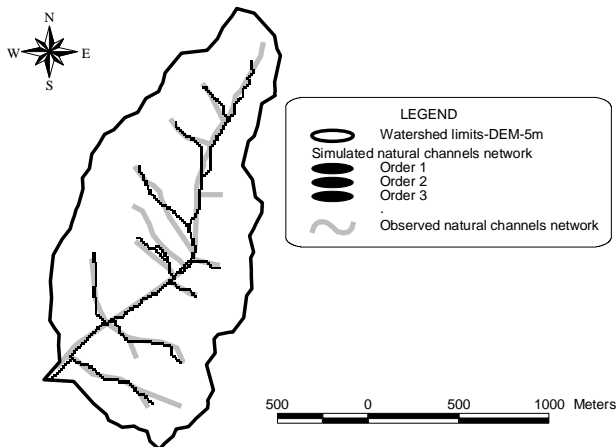 N
W E
S
LEGEND
Watershed limits-DEM-5m
Simulated natural channels network
Order 1
Order 2
Order 3
.
Observed natural channels network
500 0 500 1000 Meters